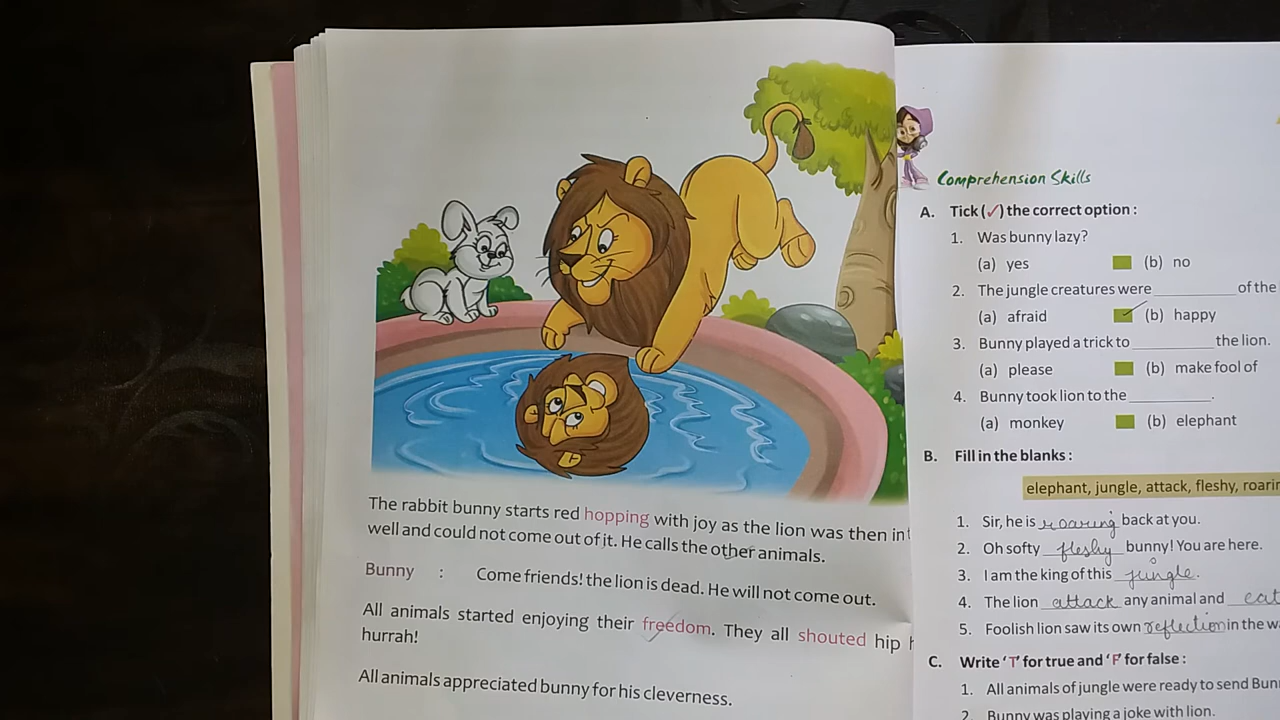 The rabbit bunny starts red hopping with joy as the lion was then in
well and could not come out of it. He calls the other animals.
Bunny : Come friends! the lion is dead. He will not come out.
All animals started enjoying their freedom. They all shouted hip
hurrah!
All animals appreciated bunny for his cleverness.
Comprehension Skills
A. Tick (✓) the correct option :
1. Was bunny lazy?
(a) yes (b) no
2. The jungle creatures were __________ of the
(a) afraid (b) happy
3. Bunny played a trick to __________ the lion.
(a) please (b) make fool of
4. Bunny took lion to the __________.
(a) monkey (b) elephant
B. Fill in the blanks :
elephant, jungle, attack, fleshy,
1. Sir, he is roaring back at you.
2. Oh softy fleshy bunny! You are here.
3. I am the king of this jungle.
4. The lion attack any animal and eat
5. Foolish lion saw its own reflection in the
C. Write 'T' for true and 'F' for false :
1. All animals of jungle were ready to send
2. Bunny was playing a joke with lion.